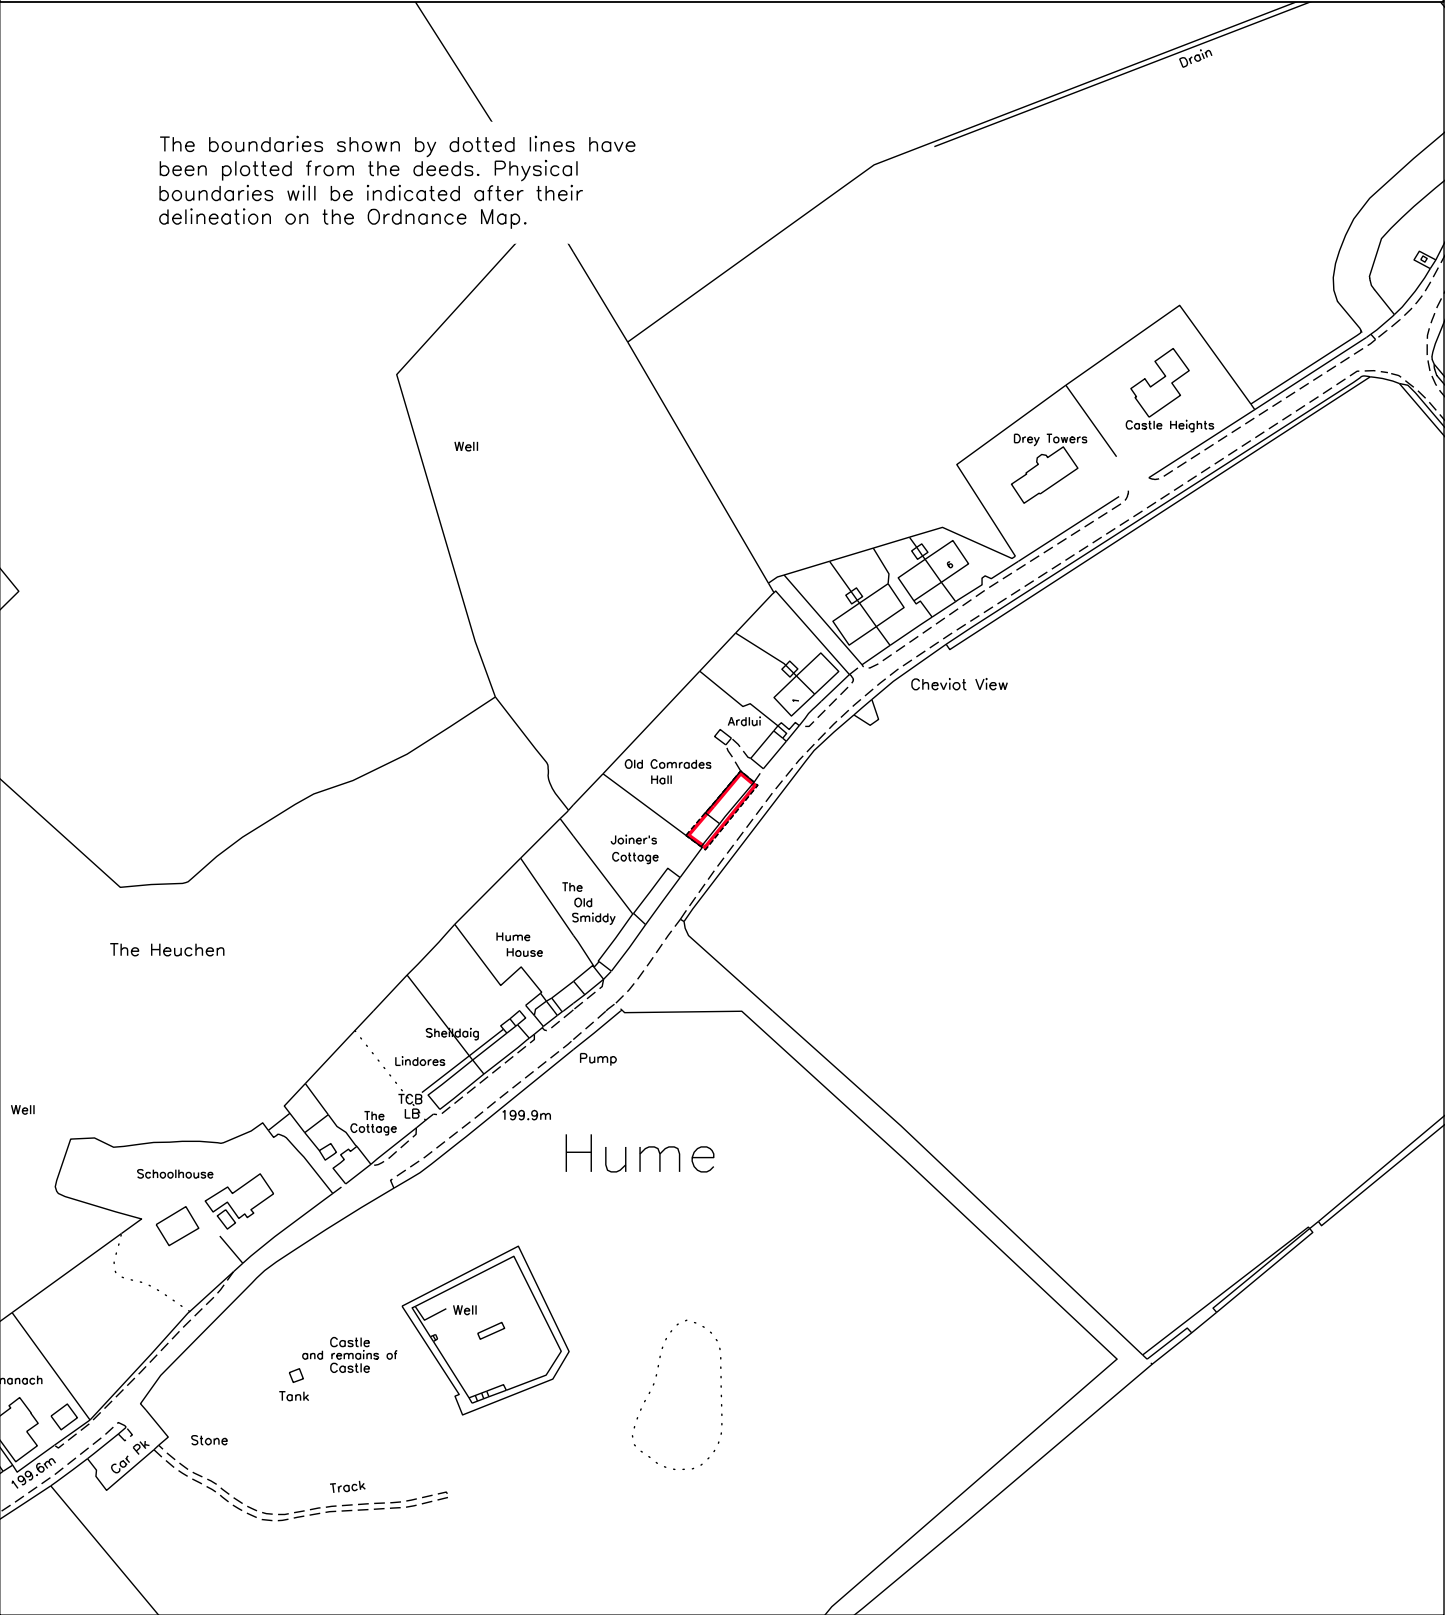 Drain
The boundaries shown by dotted lines have
been plotted from the deeds. Physical
boundaries will be indicated after their
delineation on the Ordnance Map.
Castle Heights
Drey Towers
Well
6
Cheviot View
1
Ardlui
Old Comrades
Hall
Joiner's
Cottage
The
Old
Smiddy
Hume
House
The Heuchen
Sheildaig
Lindores
Pump
TCB
LB
The
Cottage
199.9m
Well
Hume
Schoolhouse
Well
Castle
and remains of
Castle
Tank
nanach
Stone
Car Pk
199.6m
Track